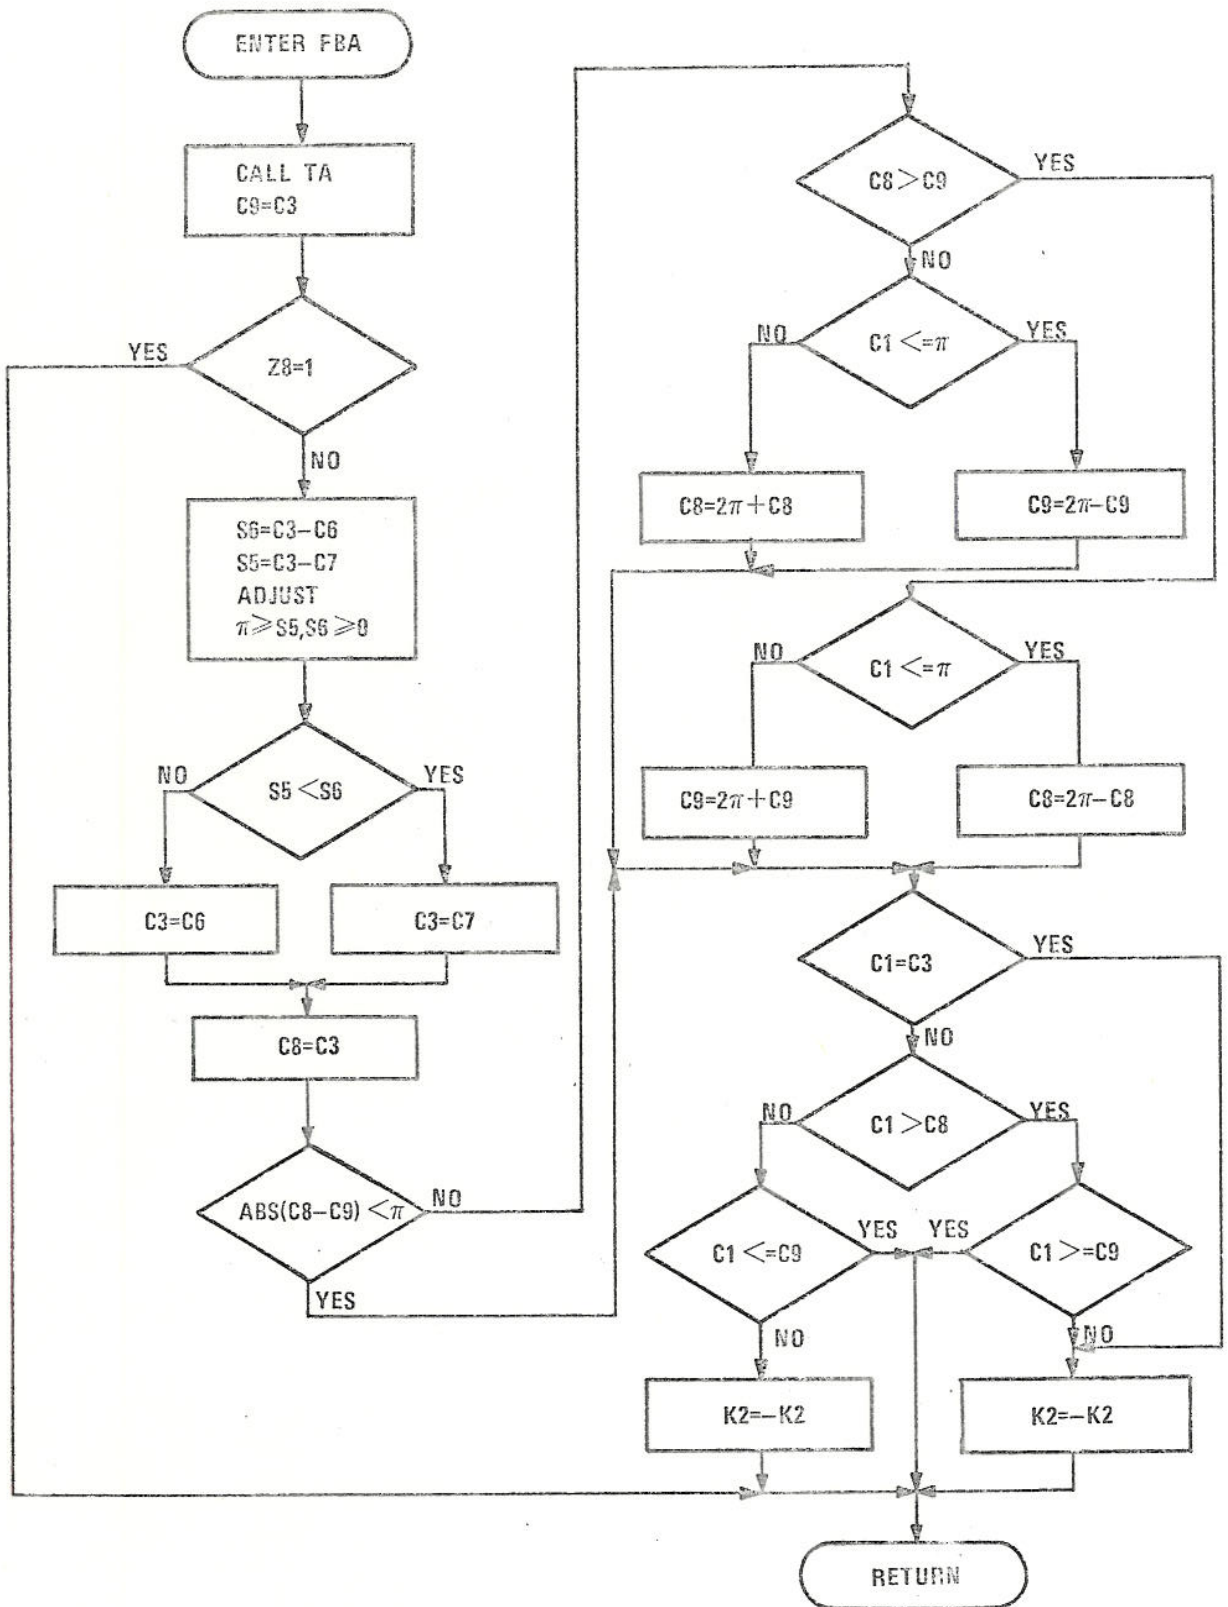 ENTER FBA
CALL TA
C9=C3
Z8=1
YES
NO
S6=C3-C6
S5=C3-C7
ADJUST
π≥S5,S6≥0
S5<S6
NO
YES
C3=C6
C3=C7
C8=C3
ABS(C8-C9)<π
NO
YES
C8>C9
YES
NO
C1<=π
NO
YES
C8=2π+C8
C9=2π-C9
C1<=π
NO
YES
C9=2π+C9
C8=2π-C8
C1=C3
YES
NO
C1>C8
NO
YES
C1<=C9
YES
YES
C1>=C9
NO
NO
K2=-K2
K2=-K2
RETURN